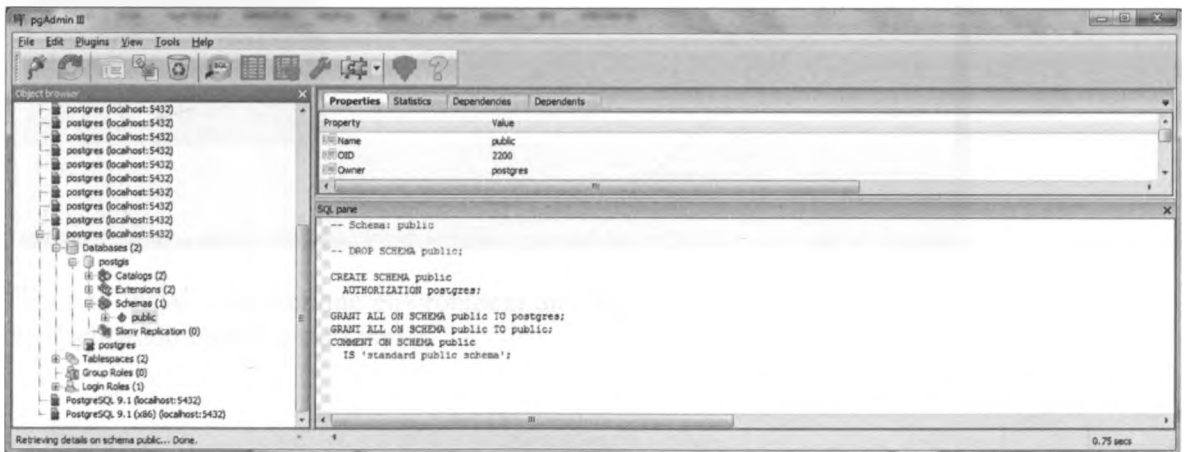 pgAdmin III
File Edit Plugins View Tools Help
SQL
Object browser
postgres (localhost:5432)
postgres (localhost:5432)
postgres (localhost:5432)
postgres (localhost:5432)
postgres (localhost:5432)
postgres (localhost:5432)
postgres (localhost:5432)
postgres (localhost:5432)
postgres (localhost:5432)
postgres (localhost:5432)
Databases (2)
postgis
Catalogs (2)
Extensions (2)
Schemas (1)
public
Slony Replication (0)
postgres
Tablespaces (2)
Group Roles (0)
Login Roles (1)
PostgreSQL 9.1 (localhost:5432)
PostgreSQL 9.1 (x86) (localhost:5432)
Properties Statistics Dependencies Dependents
Property Value
Name public
OID 2200
Owner postgres
SQL pane
-- Schema: public
-- DROP SCHEMA public;
CREATE SCHEMA public
AUTHORIZATION postgres;
GRANT ALL ON SCHEMA public TO postgres;
GRANT ALL ON SCHEMA public TO public;
COMMENT ON SCHEMA public
IS 'standard public schema';
Retrieving details on schema public... Done.
0.75 secs